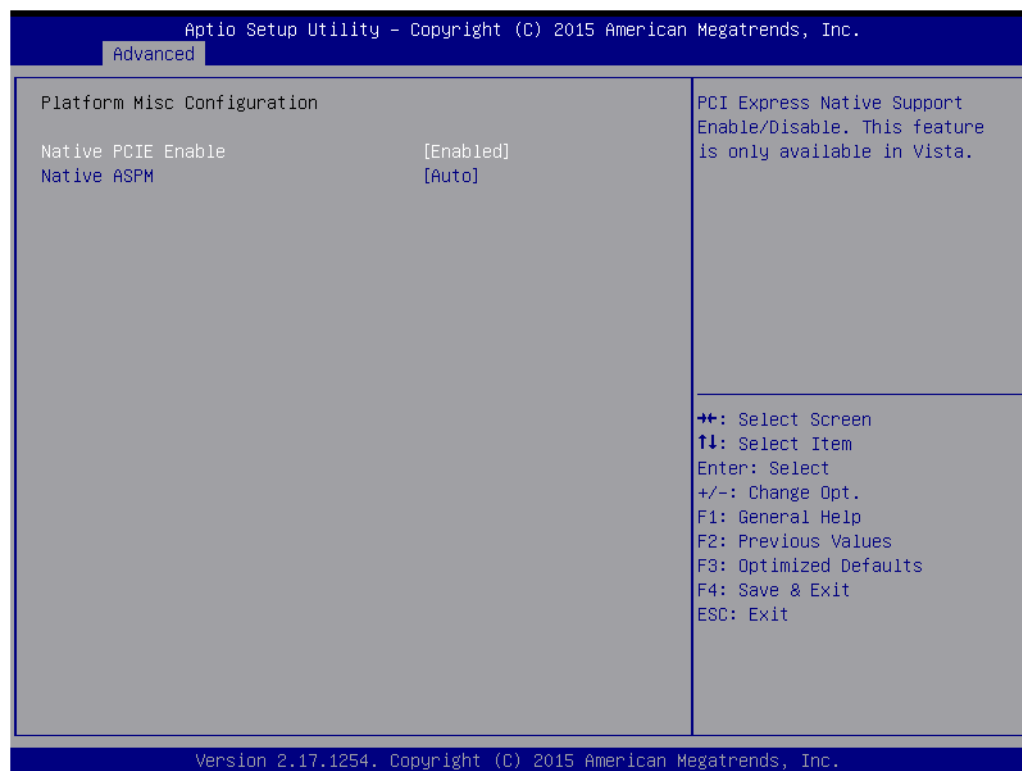 Aptio Setup Utility – Copyright (C) 2015 American Megatrends, Inc.
Advanced
Platform Misc Configuration
Native PCIE Enable [Enabled]
Native ASPM [Auto]
PCI Express Native Support
Enable/Disable. This feature
is only available in Vista.
→←: Select Screen
↑↓: Select Item
Enter: Select
+/-: Change Opt.
F1: General Help
F2: Previous Values
F3: Optimized Defaults
F4: Save & Exit
ESC: Exit
Version 2.17.1254. Copyright (C) 2015 American Megatrends, Inc.